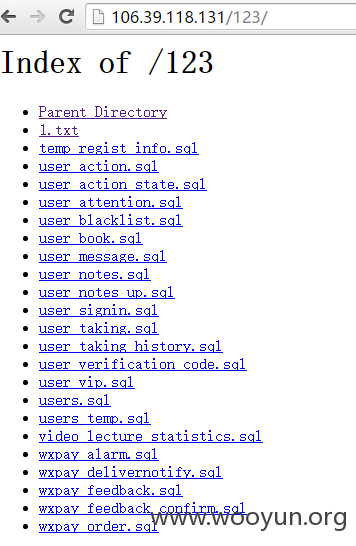 106.39.118.131/123/
Index of /123
Parent Directory
1.txt
temp_regist_info.sql
user_action.sql
user_action_state.sql
user_attention.sql
user_blacklist.sql
user_book.sql
user_message.sql
user_notes.sql
user_notes_up.sql
user_signin.sql
user_taking.sql
user_taking_history.sql
user_verification_code.sql
user_vip.sql
users.sql
users_temp.sql
video_lecture_statistics.sql
wxpay_alarm.sql
wxpay_delivernotify.sql
wxpay_feedback.sql
wxpay_feedback_confirm.sql
wxpay_order.sql
www.wooyun.org